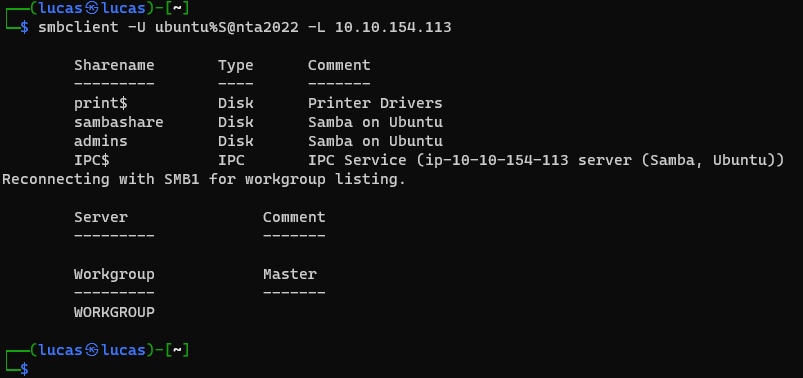 (lucas㉿lucas)-[~]
$ smbclient -U ubuntu%S@nta2022 -L 10.10.154.113
Sharename Type Comment
--------- ---- -------
print$ Disk Printer Drivers
sambashare Disk Samba on Ubuntu
admins Disk Samba on Ubuntu
IPC$ IPC IPC Service (ip-10-10-154-113 server (Samba, Ubuntu))
Reconnecting with SMB1 for workgroup listing.
Server Comment
--------- -------
Workgroup Master
--------- -------
WORKGROUP
(lucas㉿lucas)-[~]
$